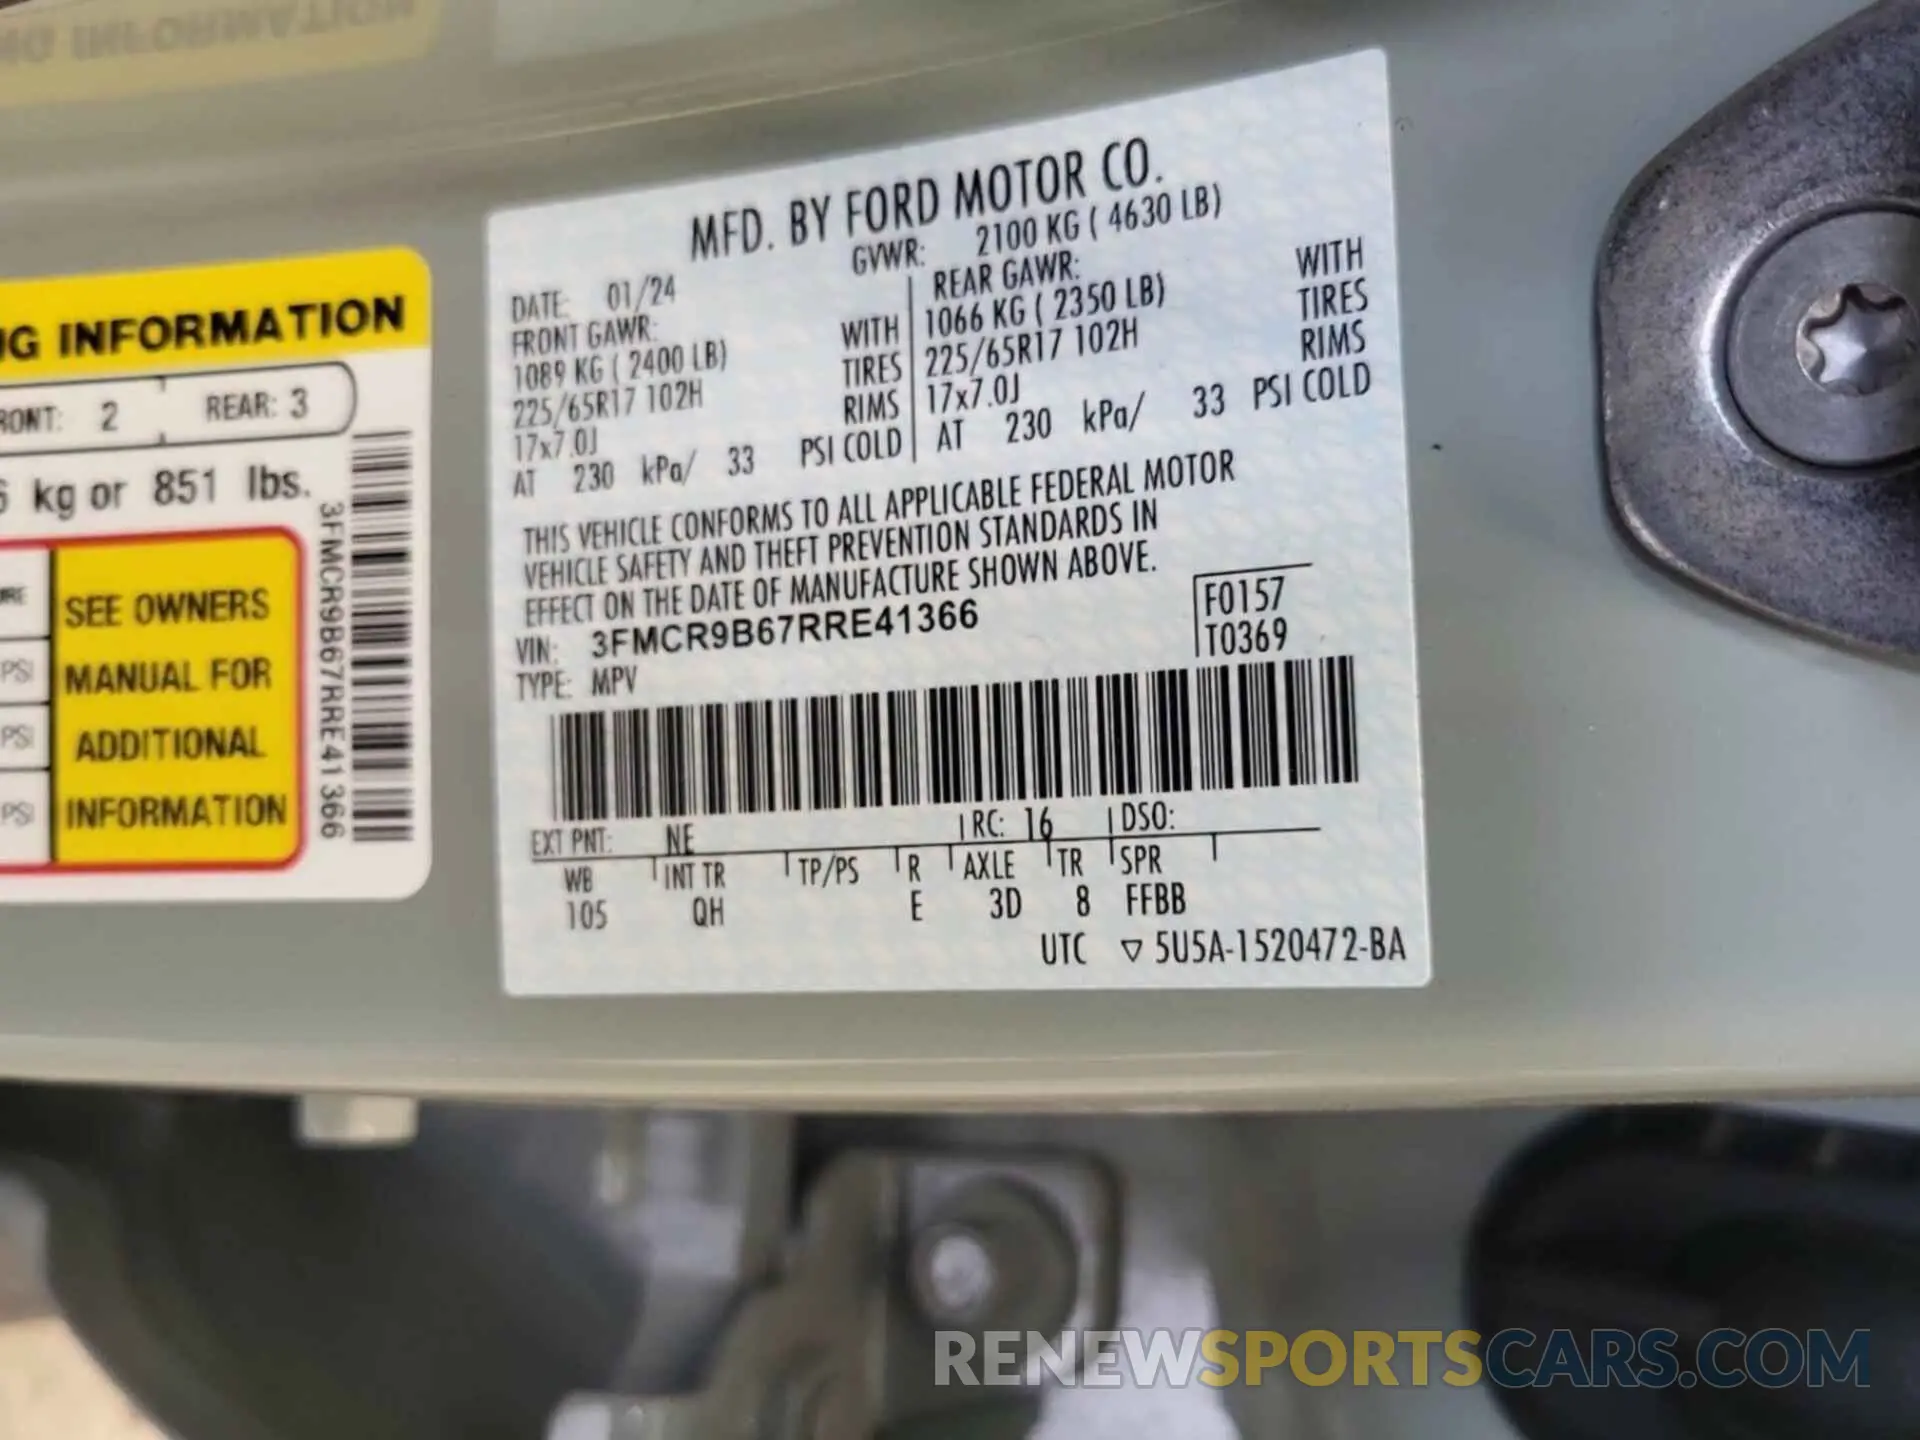 INFORMATION
FRONT: 2 REAR: 3
kg or 851 lbs.
SEE OWNERS
MANUAL FOR
ADDITIONAL
INFORMATION
PSI
PSI
PSI
3FMCR9B67RRE41366
MFD. BY FORD MOTOR CO.
DATE: 01/24 GVWR: 2100 KG ( 4630 LB)
FRONT GAWR: REAR GAWR:
1089 KG ( 2400 LB) WITH 1066 KG ( 2350 LB) WITH
225/65R17 102H TIRES 225/65R17 102H TIRES
17x7.0J RIMS 17x7.0J RIMS
AT 230 kPa/ 33 PSI COLD AT 230 kPa/ 33 PSI COLD
THIS VEHICLE CONFORMS TO ALL APPLICABLE FEDERAL MOTOR
VEHICLE SAFETY AND THEFT PREVENTION STANDARDS IN
EFFECT ON THE DATE OF MANUFACTURE SHOWN ABOVE.
VIN: 3FMCR9B67RRE41366
TYPE: MPV
F0157
T0369
EXT PNT: NE RC: 16 DSO:
WB INT TR TP/PS R AXLE TR SPR
105 QH E 3D 8 FFBB
UTC ▽ 5U5A-1520472-BA
RENEWSPORTSCARS.COM